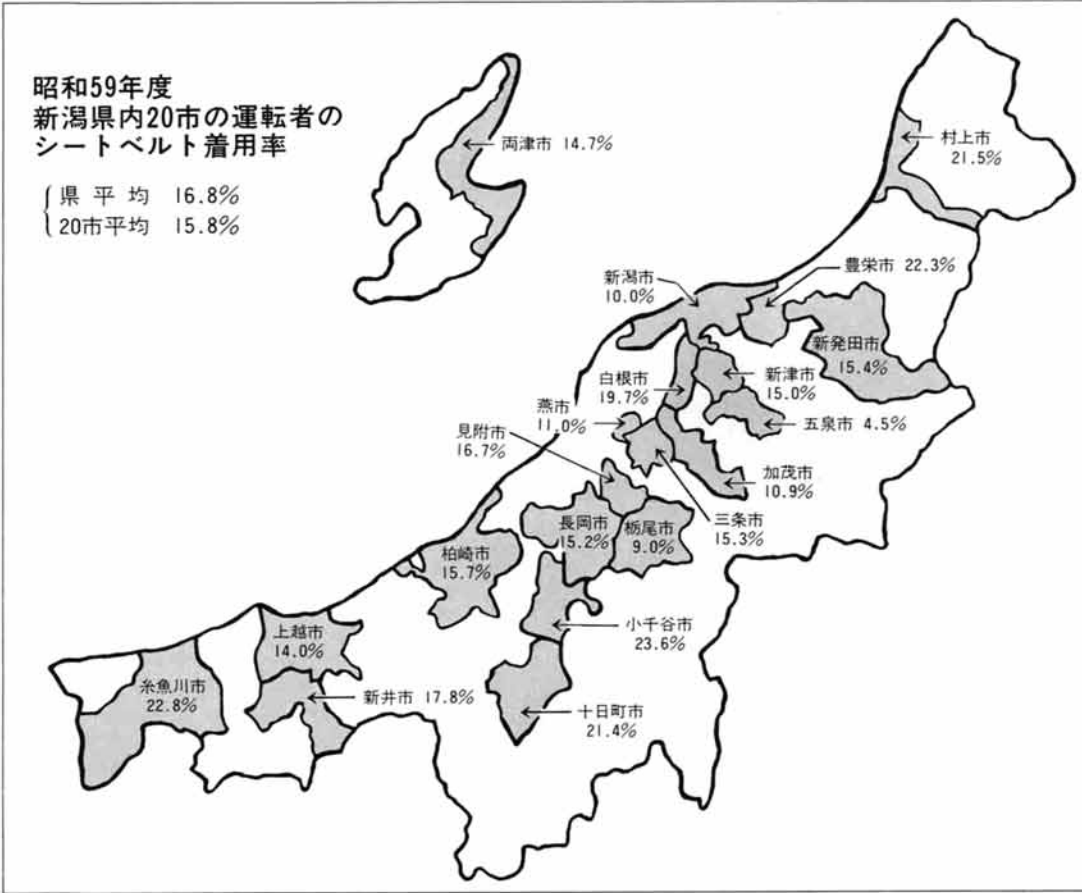 昭和59年度
新潟県内20市の運転者の
シートベルト着用率
県平均 16.8%
20市平均 15.8%
両津市 14.7%
村上市
21.5%
豊栄市 22.3%
新潟市
10.0%
新発田市
15.4%
新津市
15.0%
白根市
19.7%
五泉市 4.5%
燕市
11.0%
見附市
16.7%
加茂市
10.9%
三条市
15.3%
長岡市
15.2%
栃尾市
9.0%
柏崎市
15.7%
小千谷市
23.6%
上越市
14.0%
糸魚川市
22.8%
新井市 17.8%
十日町市
21.4%